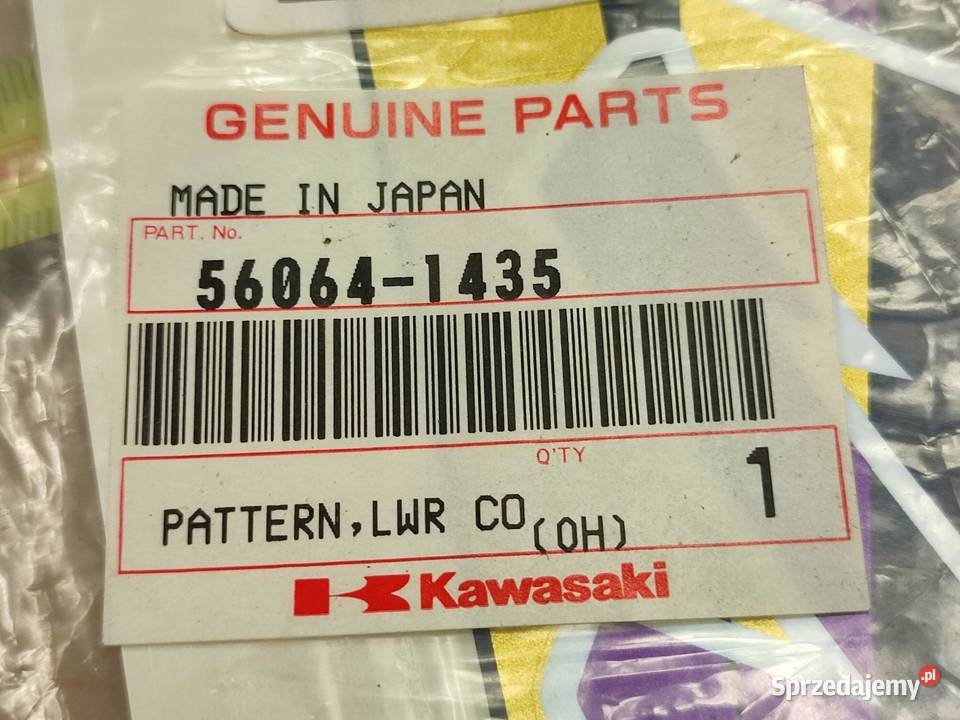 GENUINE PARTS
MADE IN JAPAN
PART. No.
56064-1435
Q'TY
1
PATTERN,LWR CO(OH)
Kawasaki
Sprzedajemy.pl